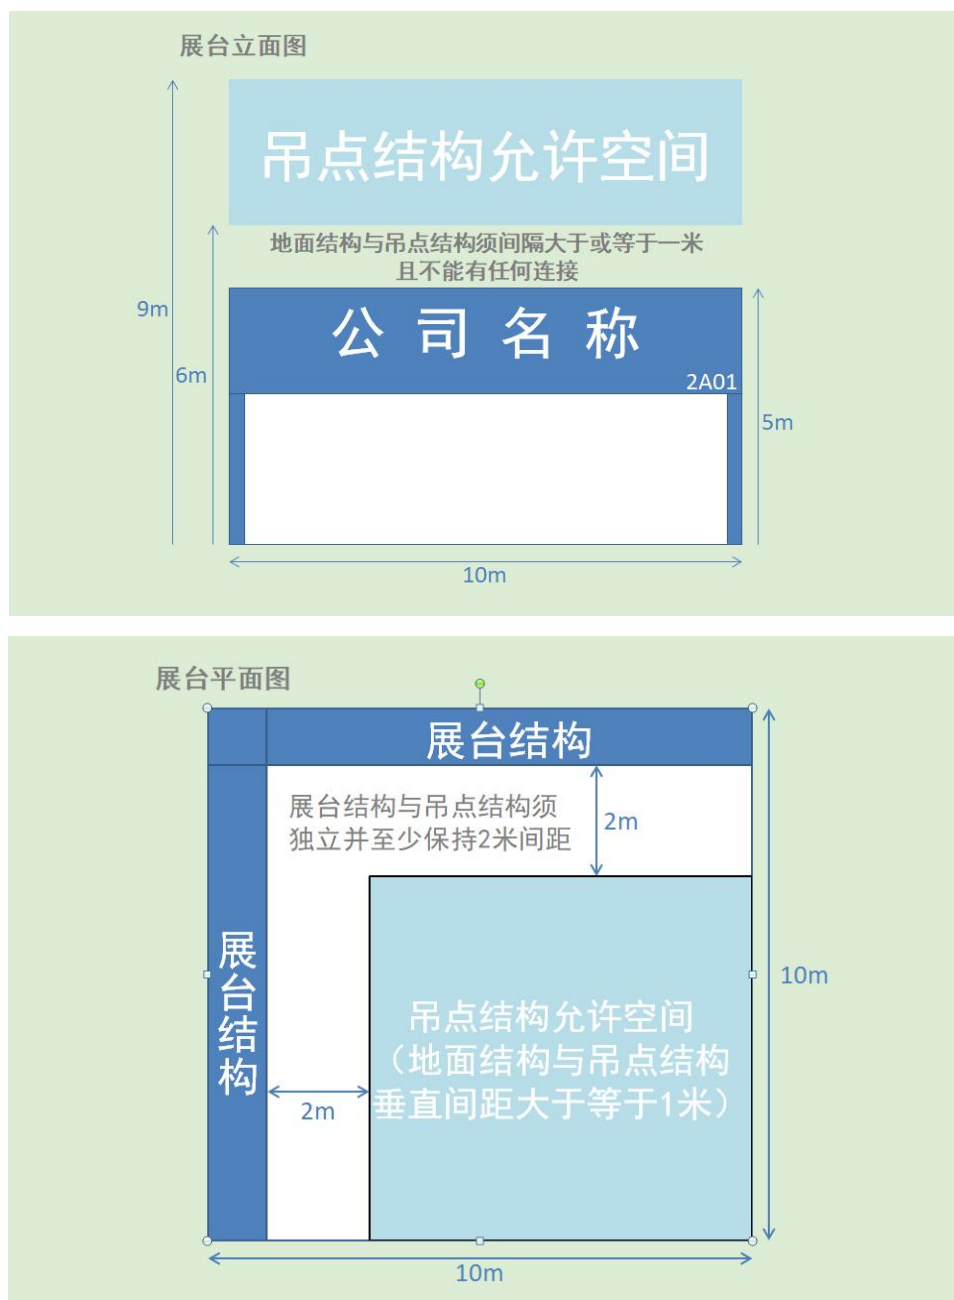 展台立面图
吊点结构允许空间
地面结构与吊点结构须间隔大于或等于一米
且不能有任何连接
9m
公司名称
6m
2A01
5m
10m
展台平面图
展台结构
展台结构与吊点结构须
独立并至少保持2米间距
2m
展台结构
10m
吊点结构允许空间
（地面结构与吊点结构
垂直间距大于等于1米）
2m
10m